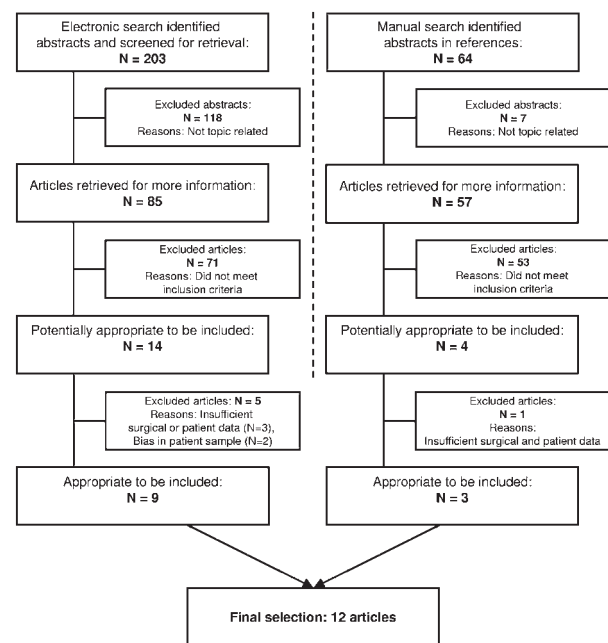 Electronic search identified
abstracts and screened for retrieval:
N = 203
Excluded abstracts:
N = 118
Reasons: Not topic related
Articles retrieved for more information:
N = 85
Excluded articles:
N = 71
Reasons: Did not meet
inclusion criteria
Potentially appropriate to be included:
N = 14
Excluded articles: N = 5
Reasons: Insufficient
surgical or patient data (N=3),
Bias in patient sample (N=2)
Appropriate to be included:
N = 9
Manual search identified
abstracts in references:
N = 64
Excluded abstracts:
N = 7
Reasons: Not topic related
Articles retrieved for more information:
N = 57
Excluded articles:
N = 53
Reasons: Did not meet
inclusion criteria
Potentially appropriate to be included:
N = 4
Excluded articles:
N = 1
Reasons:
Insufficient surgical and patient data
Appropriate to be included:
N = 3
Final selection: 12 articles